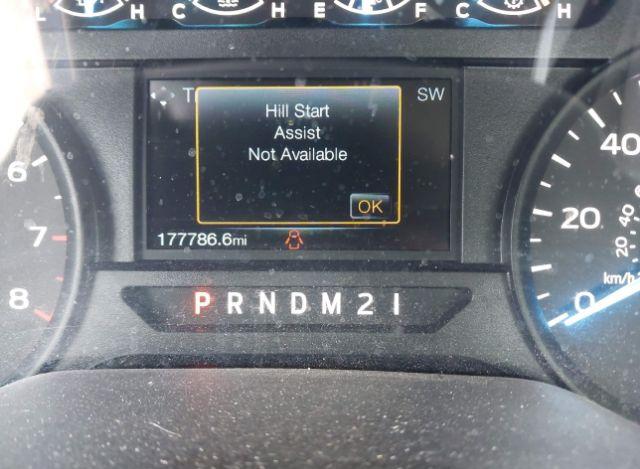 L H C H E F C H
T SW
Hill Start
Assist
Not Available
OK
177786.6mi
6
7
8
40
20
0
40
20
km/h
P R N D M 2 1